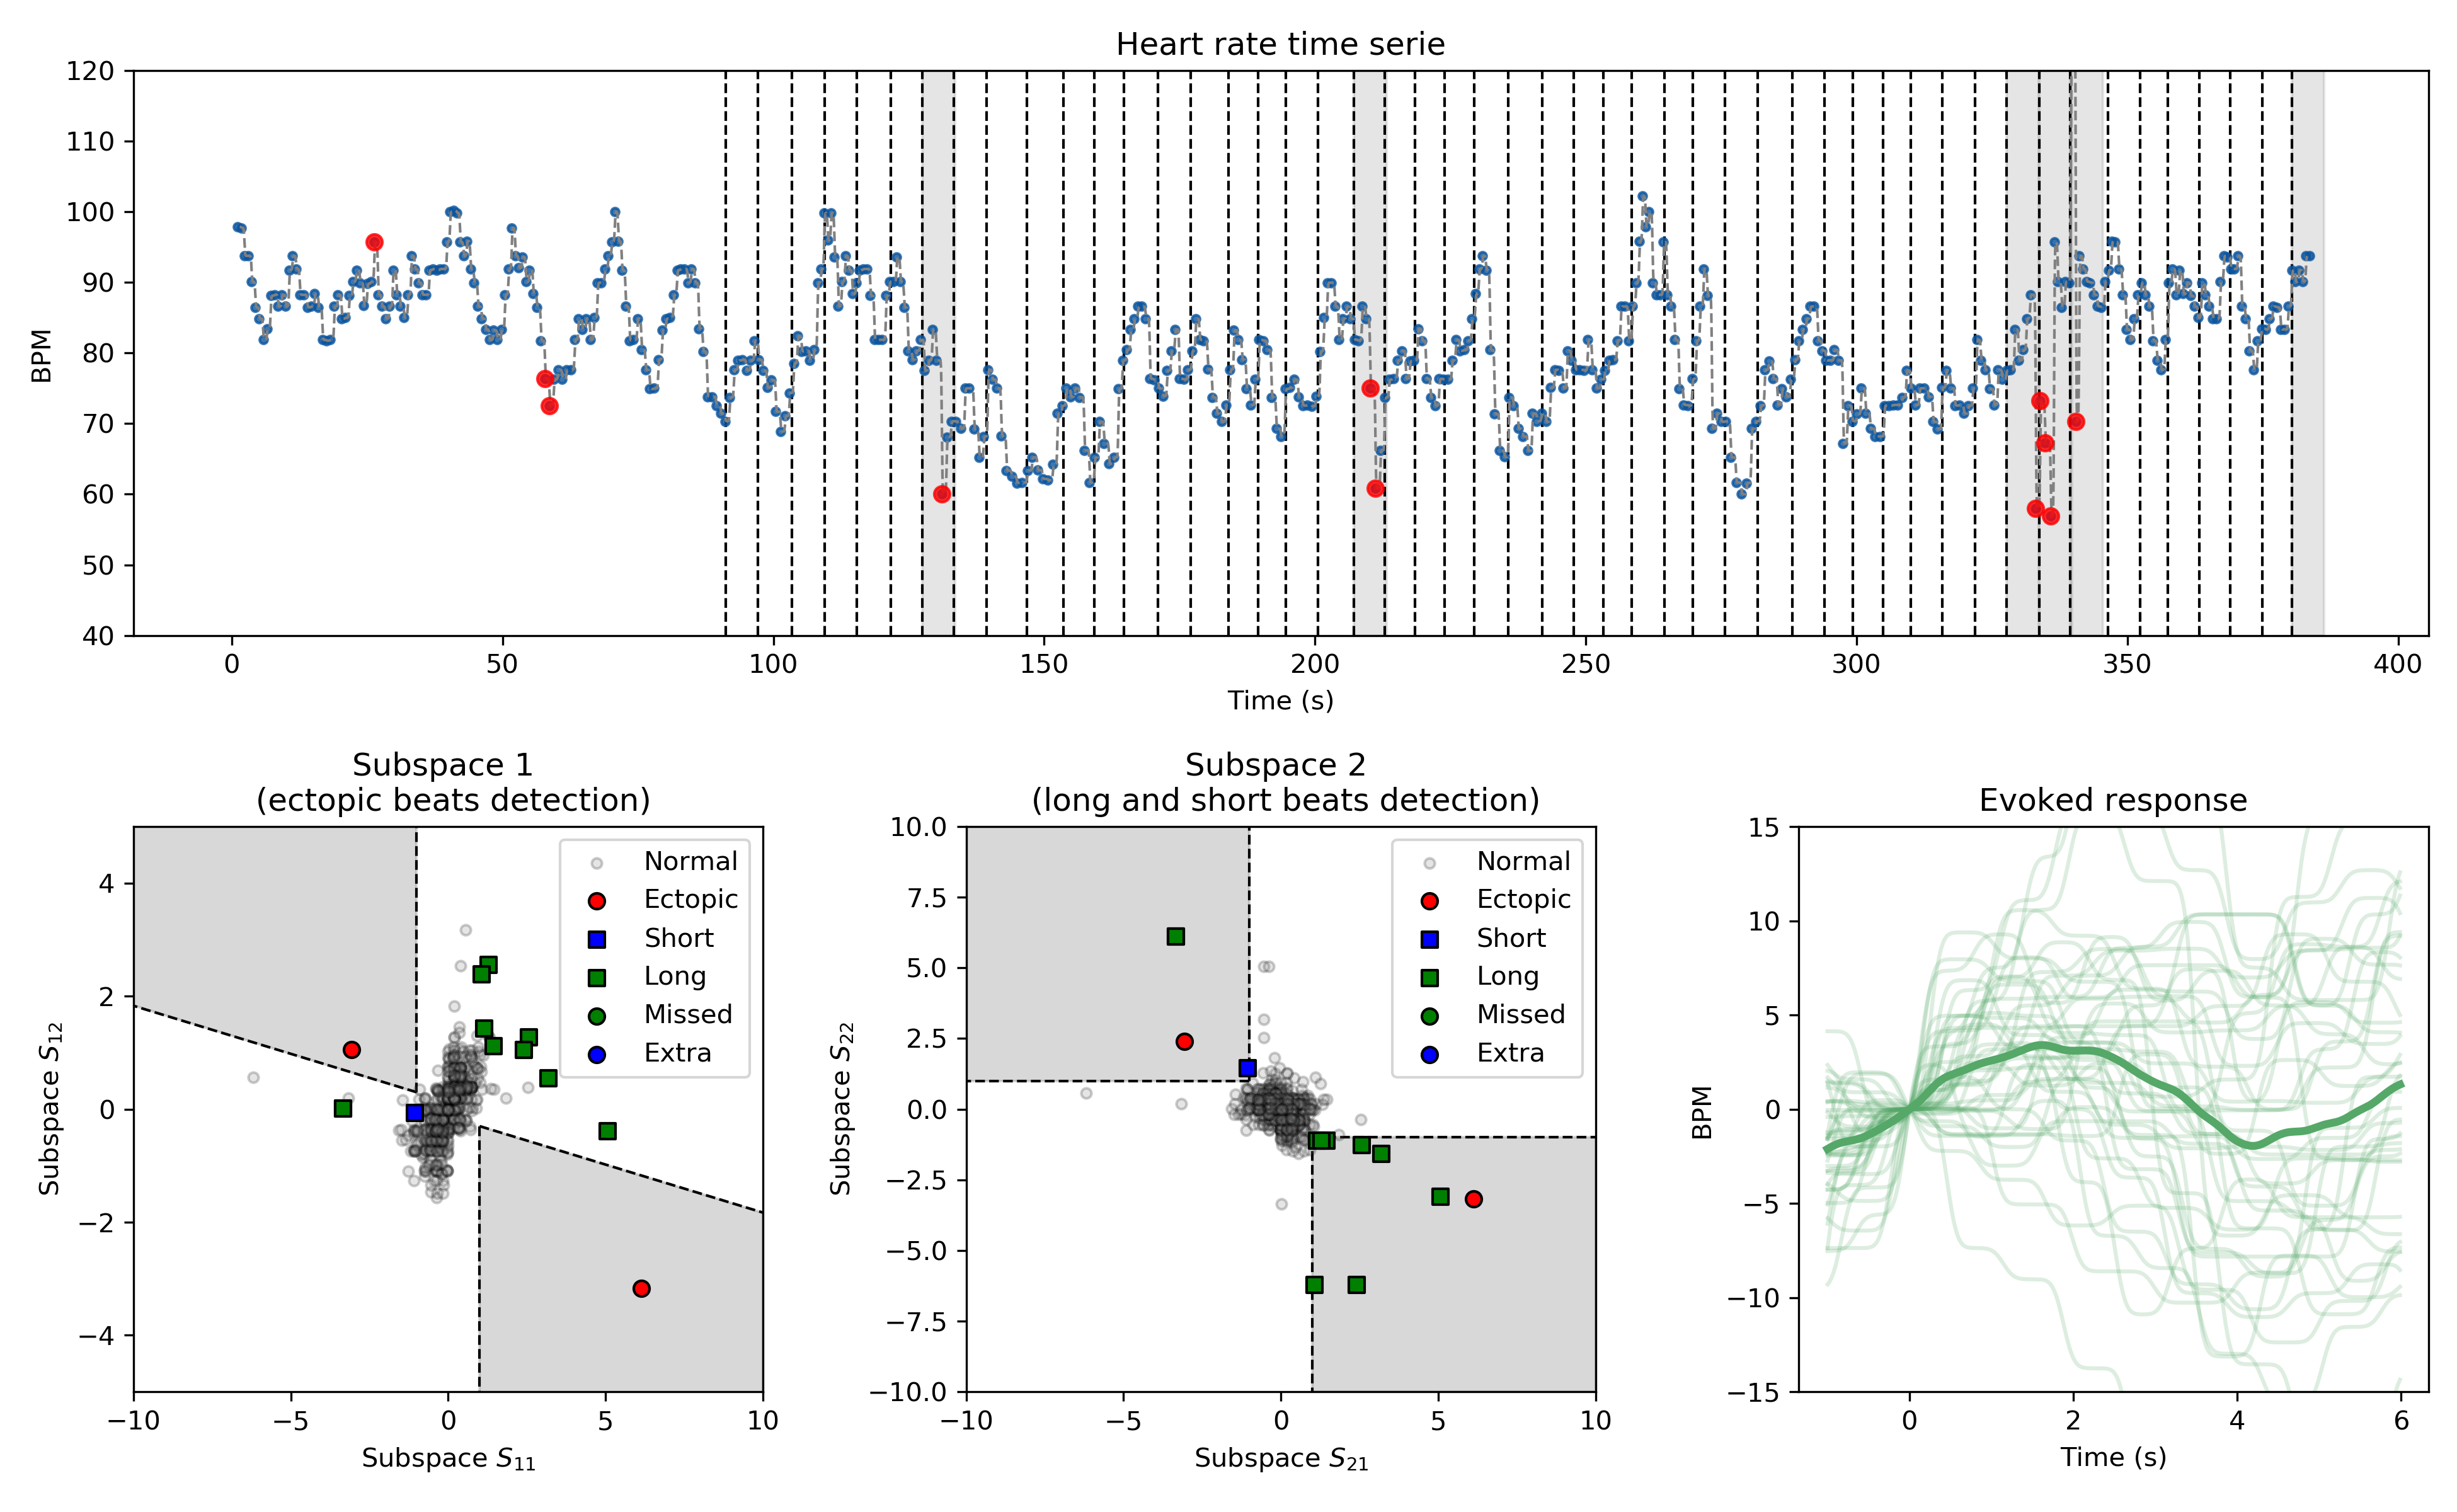 Heart rate time serie
120
110
100
90
80
70
60
50
40
BPM
0 50 100 150 200 250 300 350 400
Time (s)
Subspace 1
(ectopic beats detection)
4
2
0
−2
−4
Subspace S12
Normal
Ectopic
Short
Long
Missed
Extra
−10 −5 0 5 10
Subspace S11
Subspace 2
(long and short beats detection)
10.0
7.5
5.0
2.5
0.0
−2.5
−5.0
−7.5
−10.0
Subspace S22
Normal
Ectopic
Short
Long
Missed
Extra
−10 −5 0 5 10
Subspace S21
Evoked response
15
10
5
0
−5
−10
−15
BPM
0 2 4 6
Time (s)